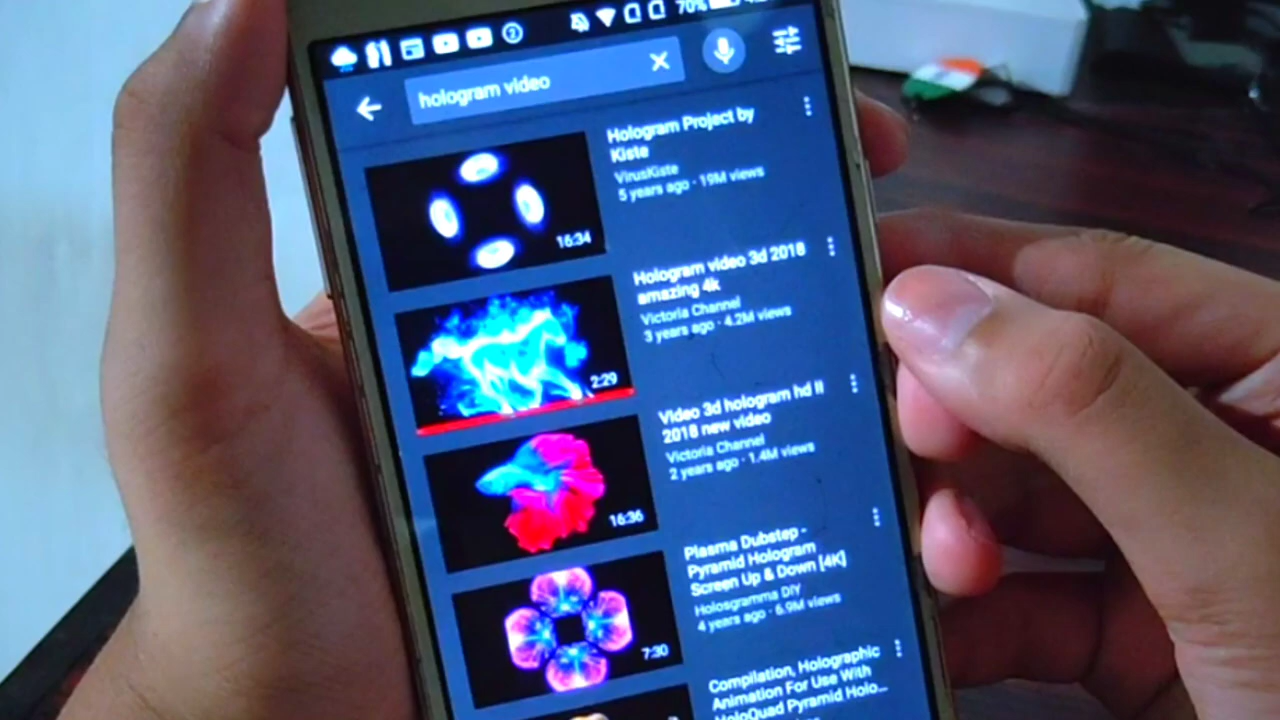 70%
hologram video
Hologram Project by
Kiste
VirusKiste
5 years ago · 19M views
16:34
Hologram video 3d 2018
amazing 4k
Victoria Channel
3 years ago · 4.2M views
2:29
Video 3d hologram hd II
2018 new video
Victoria Channel
2 years ago · 1.4M views
16:36
Plasma Dubstep -
Pyramid Hologram
Screen Up & Down [4K]
Holosgramma DIY
4 years ago · 6.9M views
7:30
Compilation, Holographic
Animation For Use With
HoloQuad Pyramid Holo...